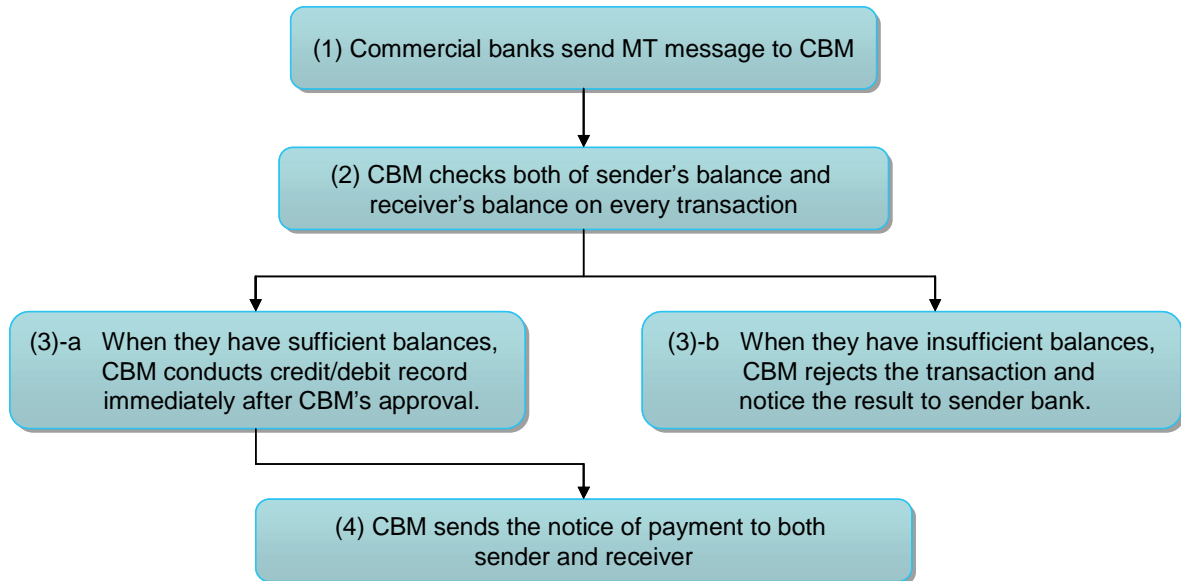 (1) Commercial banks send MT message to CBM
(2) CBM checks both of sender’s balance and
receiver’s balance on every transaction
(3)-a When they have sufficient balances,
CBM conducts credit/debit record
immediately after CBM’s approval.
(3)-b When they have insufficient balances,
CBM rejects the transaction and
notice the result to sender bank.
(4) CBM sends the notice of payment to both
sender and receiver